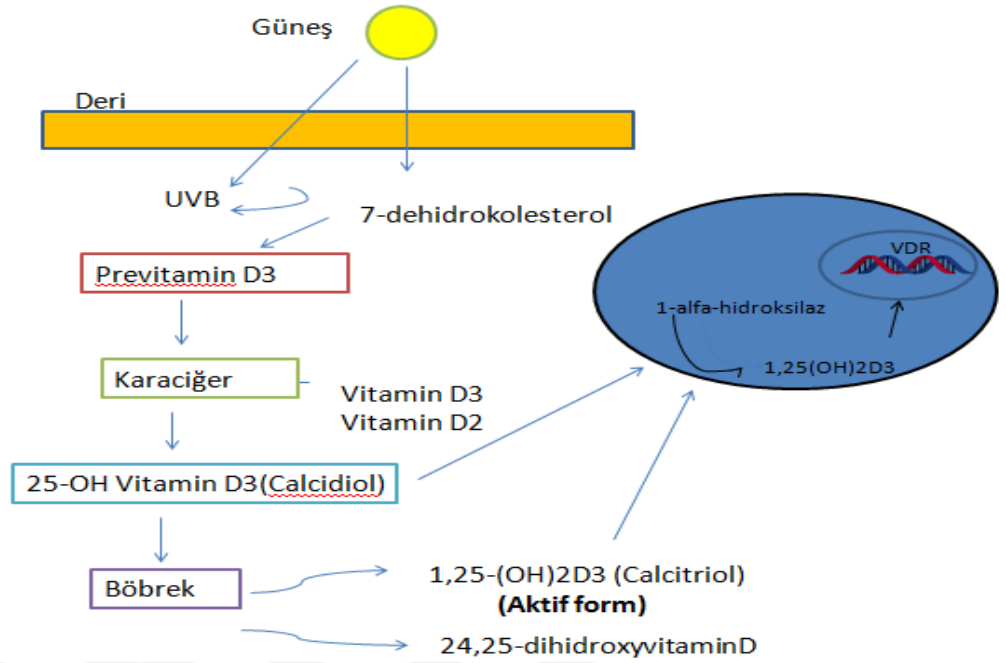 Güneş
Deri
UVB
7-dehidrokolesterol
Previtamin D3
VDR
1-alfa-hidroksilaz
1,25(OH)2D3
Karaciğer
Vitamin D3
Vitamin D2
25-OH Vitamin D3(Calcidiol)
Böbrek
1,25-(OH)2D3 (Calcitriol)
(Aktif form)
24,25-dihidroxyvitaminD